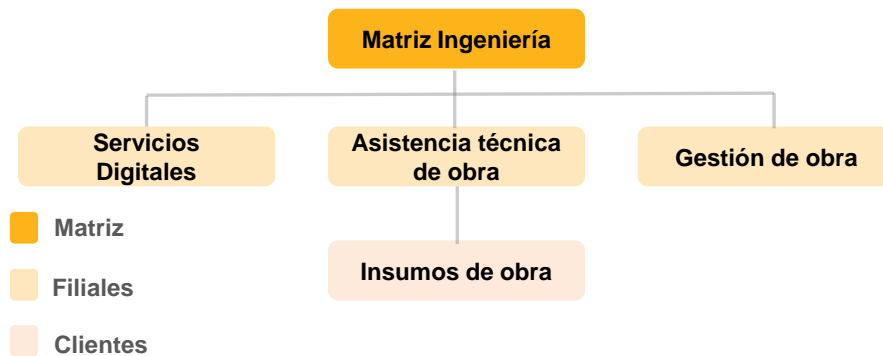 Matriz Ingeniería
Servicios
Digitales
Asistencia técnica
de obra
Gestión de obra
Insumos de obra
Matriz
Filiales
Clientes